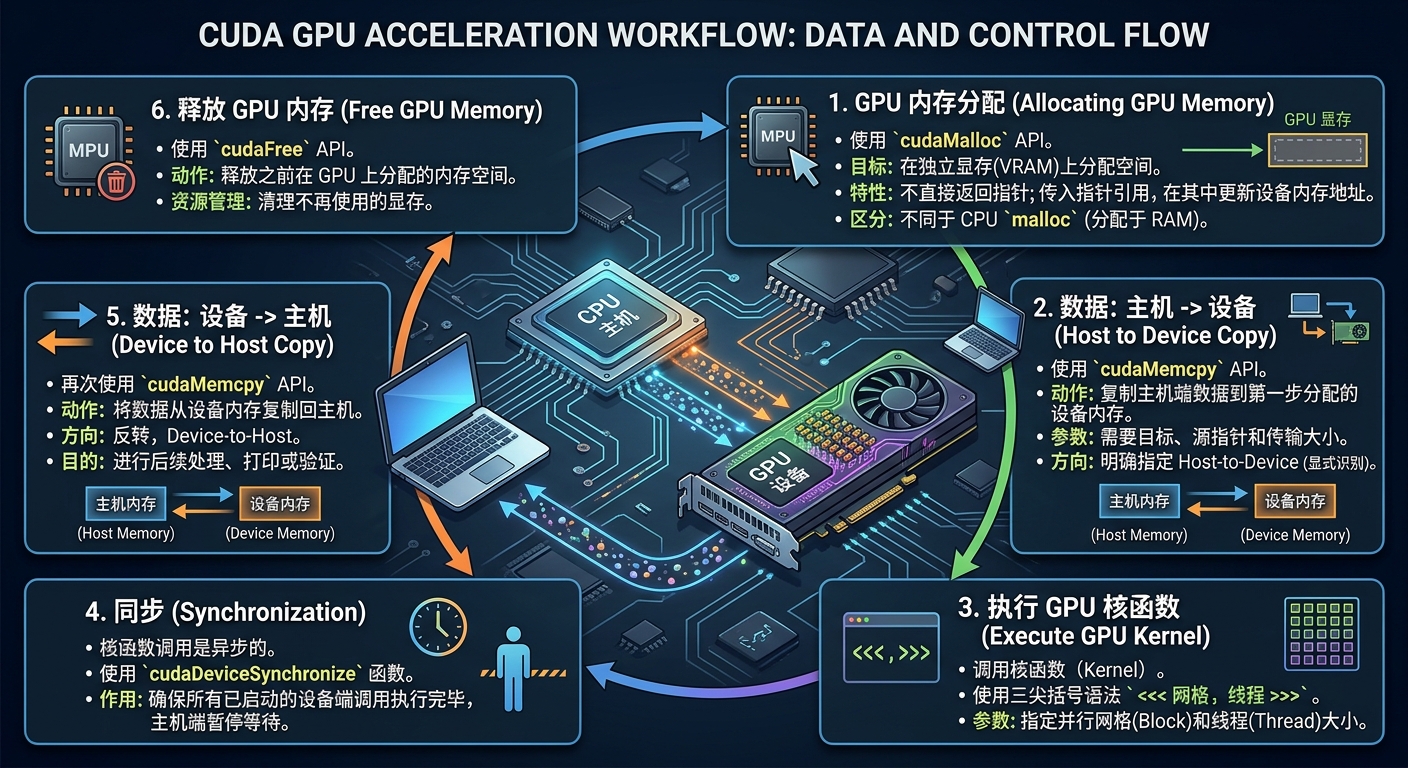 CUDA GPU ACCELERATION WORKFLOW: DATA AND CONTROL FLOW
MPU
1. GPU 内存分配 (Allocating GPU Memory)
GPU 显存
• 使用 `cudaMalloc` API。
• 目标: 在独立显存(VRAM)上分配空间。
• 特性: 不直接返回指针; 传入指针引用, 在其中更新设备内存地址。
• 区分: 不同于 CPU `malloc` (分配于 RAM)。
2. 数据: 主机 -> 设备
(Host to Device Copy)
• 使用 `cudaMemcpy` API。
• 动作: 复制主机端数据到第一步分配的
设备内存。
• 参数: 需要目标、源指针和传输大小。
• 方向: 明确指定 Host-to-Device (显式识别)。
主机内存
设备内存
(Host Memory)
(Device Memory)
<<<,>>>
3. 执行 GPU 核函数
(Execute GPU Kernel)
• 调用核函数（Kernel）。
• 使用三尖括号语法 ` <<< 网格，线程 >>>`。
• 参数: 指定并行网格(Block)和线程(Thread)大小。
4. 同步 (Synchronization)
• 核函数调用是异步的。
• 使用 `cudaDeviceSynchronize` 函数。
• 作用: 确保所有已启动的设备端调用执行完毕，
主机端暂停等待。
5. 数据: 设备 -> 主机
(Device to Host Copy)
• 再次使用 `cudaMemcpy` API。
• 动作: 将数据从设备内存复制回主机。
• 方向: 反转，Device-to-Host。
• 目的: 进行后续处理、打印或验证。
主机内存
设备内存
(Host Memory)
(Device Memory)
MPU
6. 释放 GPU 内存 (Free GPU Memory)
• 使用 `cudaFree` API。
• 动作: 释放之前在 GPU 上分配的内存空间。
• 资源管理: 清理不再使用的显存。
CPU
主机
GPU
设备